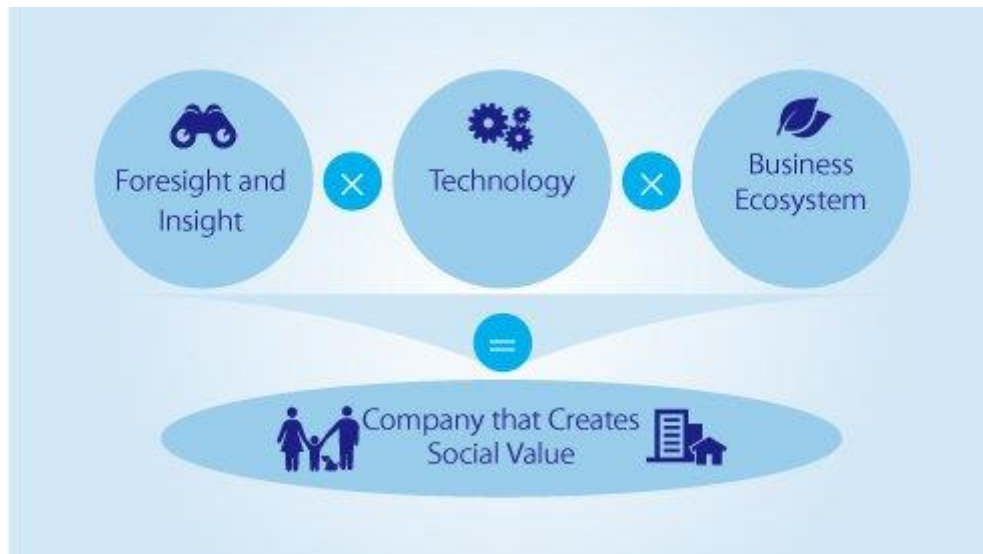 Foresight and
Insight
×
Technology
×
Business
Ecosystem
=
Company that Creates
Social Value